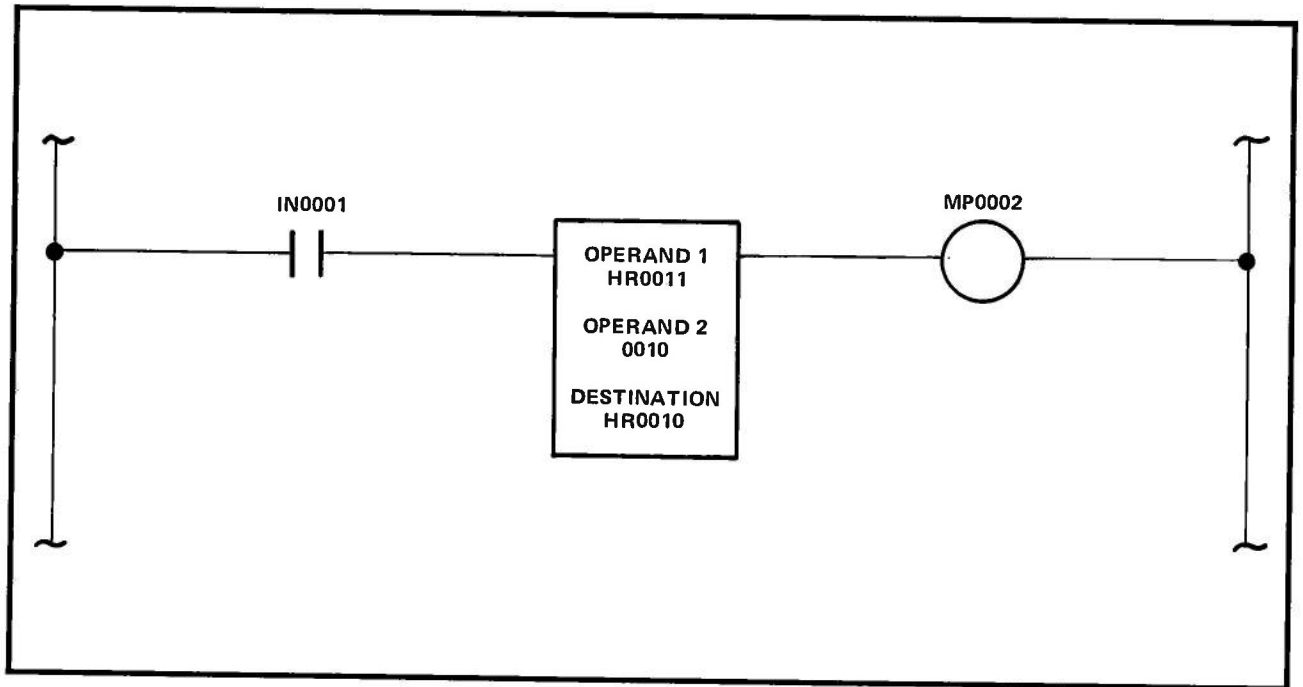 IN0001
MP0002
OPERAND 1
HR0011
OPERAND 2
0010
DESTINATION
HR0010